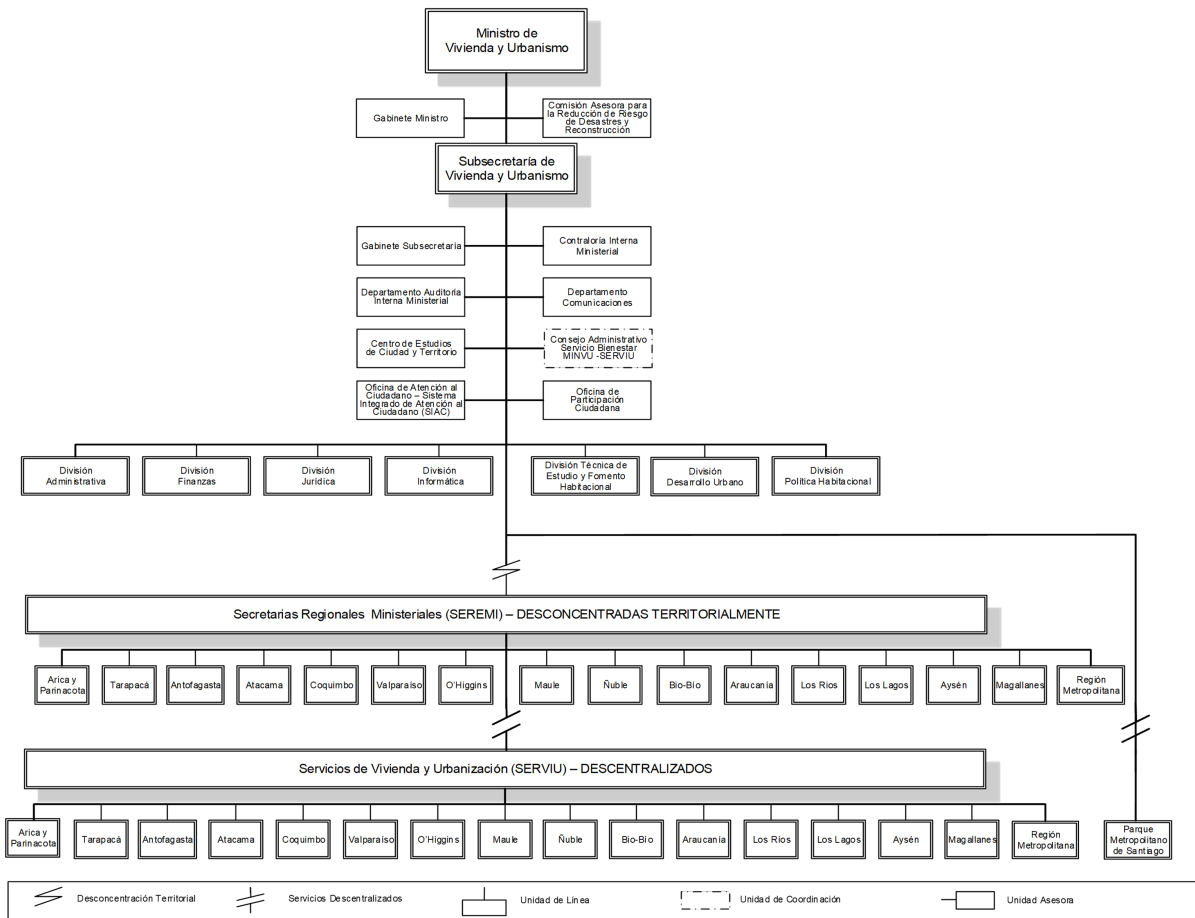 Ministro de
Vivienda y Urbanismo
Gabinete Ministro
Comisión Asesora para
la Reducción de Riesgo
de Desastres y
Reconstrucción
Subsecretaría de
Vivienda y Urbanismo
Gabinete Subsecretaría
Contraloría Interna
Ministerial
Departamento Auditoría
Interna Ministerial
Departamento
Comunicaciones
Centro de Estudios
de Ciudad y Territorio
Consejo Administrativo
Servicio Bienestar
MINVU -SERVIU
Oficina de Atención al
Ciudadano – Sistema
Integrado de Atención al
Ciudadano (SIAC)
Oficina de
Participación
Ciudadana
División
Administrativa
División
Finanzas
División
Jurídica
División
Informática
División Técnica de
Estudio y Fomento
Habitacional
División
Desarrollo Urbano
División
Política Habitacional
Secretarias Regionales Ministeriales (SEREMI) – DESCONCENTRADAS TERRITORIALMENTE
Arica y
Parinacota
Tarapacá
Antofagasta
Atacama
Coquimbo
Valparaíso
O'Higgins
Maule
Ñuble
Bio-Bio
Araucanía
Los Ríos
Los Lagos
Aysén
Magallanes
Región
Metropolitana
Servicios de Vivienda y Urbanización (SERVIU) – DESCENTRALIZADOS
Arica y
Parinacota
Tarapacá
Antofagasta
Atacama
Coquimbo
Valparaíso
O'Higgins
Maule
Ñuble
Bio-Bio
Araucanía
Los Ríos
Los Lagos
Aysén
Magallanes
Región
Metropolitana
Parque
Metropolitano
de Santiago
Desconcentración Territorial
Servicios Descentralizados
Unidad de Línea
Unidad de Coordinación
Unidad Asesora